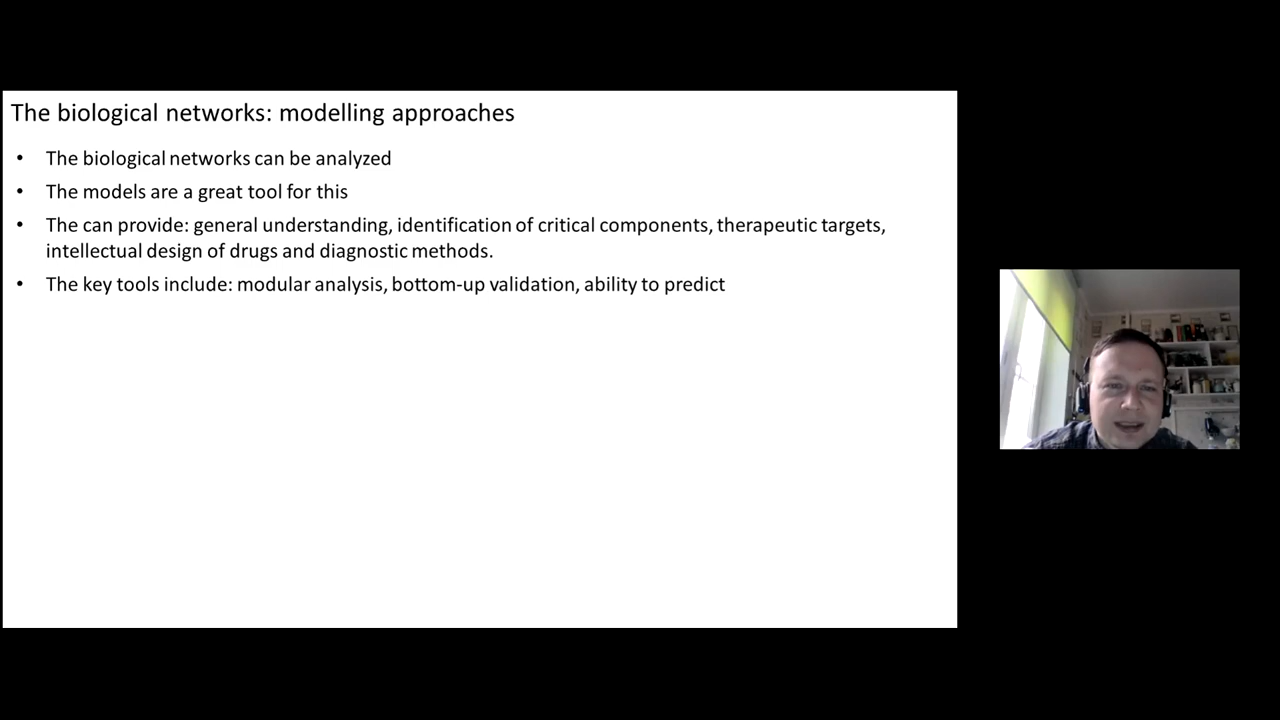 The biological networks: modelling approaches
• The biological networks can be analyzed
• The models are a great tool for this
• The can provide: general understanding, identification of critical components, therapeutic targets,
intellectual design of drugs and diagnostic methods.
• The key tools include: modular analysis, bottom-up validation, ability to predict